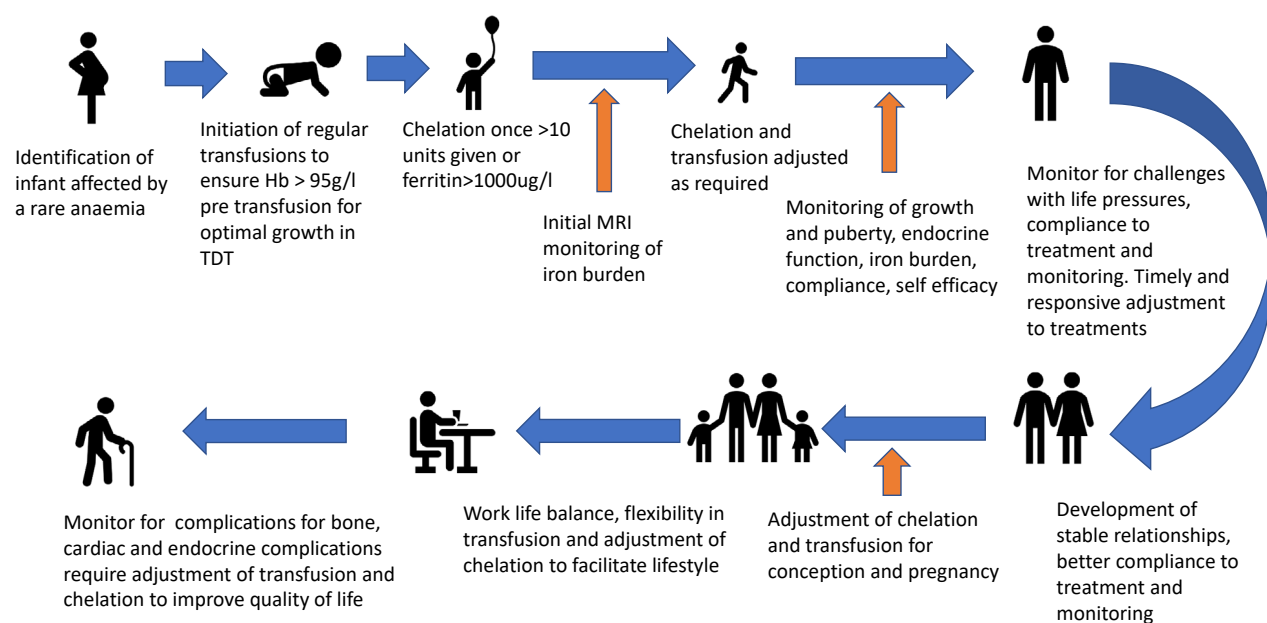 Identification of
infant affected by
a rare anaemia
Initiation of regular
transfusions to
ensure Hb > 95g/l
pre transfusion for
optimal growth in
TDT
Chelation once >10
units given or
ferritin>1000ug/l
Initial MRI
monitoring of
iron burden
Chelation and
transfusion adjusted
as required
Monitoring of growth
and puberty, endocrine
function, iron burden,
compliance, self efficacy
Monitor for challenges
with life pressures,
compliance to
treatment and
monitoring. Timely and
responsive adjustment
to treatments
Development of
stable relationships,
better compliance to
treatment and
monitoring
Adjustment of chelation
and transfusion for
conception and pregnancy
Work life balance, flexibility in
transfusion and adjustment of
chelation to facilitate lifestyle
Monitor for  complications for bone,
cardiac and endocrine complications
require adjustment of transfusion and
chelation to improve quality of life